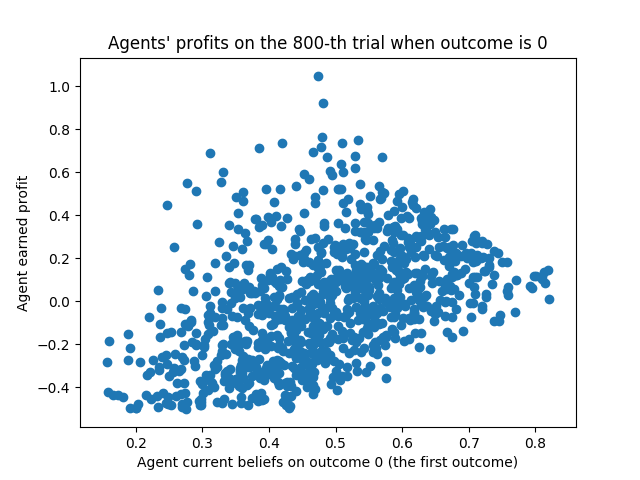 Agents' profits on the 800-th trial when outcome is 0
1.0
0.8
0.6
0.4
0.2
0.0
−0.2
−0.4
Agent earned profit
0.2 0.3 0.4 0.5 0.6 0.7 0.8
Agent current beliefs on outcome 0 (the first outcome)